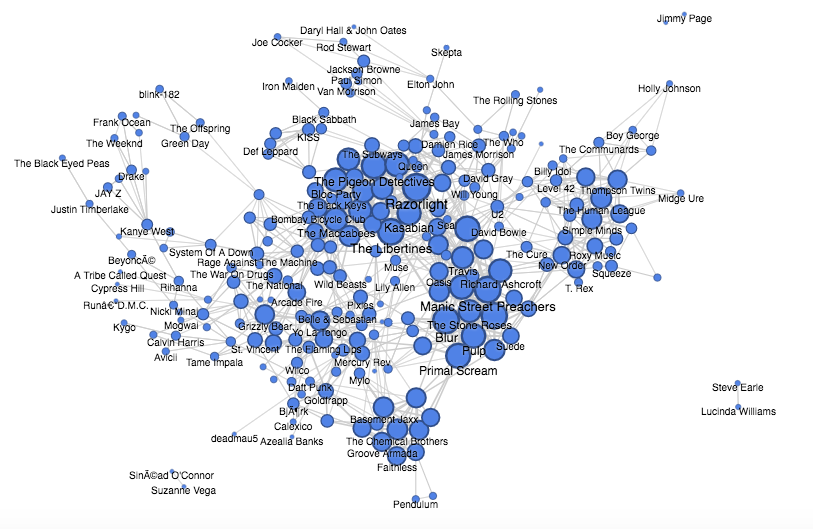 Jimmy Page
Daryl Hall & John Oates
Joe Cocker
Rod Stewart
Skepta
Jackson Browne
Paul Simon
Iron Maiden
Van Morrison
Elton John
Holly Johnson
blink-182
The Rolling Stones
Frank Ocean
The Offspring
Black Sabbath
James Bay
KISS
Boy George
The Weeknd
Green Day
Damien Rice
The Who
Def Leppard
The Subways
James Morrison
The Communards
The Black Eyed Peas
Queen
Billy Idol
Drake
The Pigeon Detectives
David Gray
Level 42
Thompson Twins
JAY Z
Bloc Party
Will Young
Midge Ure
Justin Timberlake
The Black Keys
Razorlight
U2
The Human League
Bombay Bicycle Club
Kasabian
Seal
Kanye West
The Maccabees
David Bowie
Simple Minds
System Of A Down
The Libertines
The Cure
Roxy Music
BeyoncÃ©
Rage Against The Machine
Muse
New Order
A Tribe Called Quest
The War On Drugs
Travis
Squeeze
Cypress Hill
Rihanna
The National
Wild Beasts
Lily Allen
Oasis
Richard Ashcroft
T. Rex
Runâ€"D.M.C.
Nicki Minaj
Arcade Fire
Pixies
Manic Street Preachers
Kygo
Mogwai
Grizzly Bear
Belle & Sebastian
The Stone Roses
Yo La Tengo
Blur
Calvin Harris
St. Vincent
The Flaming Lips
Pulp
Suede
Avicii
Tame Impala
Mercury Rev
Wilco
Primal Scream
Mylo
Daft Punk
Steve Earle
Goldfrapp
BjÃ¶rk
Lucinda Williams
Calexico
Basement Jaxx
deadmau5
Azealia Banks
The Chemical Brothers
Groove Armada
Faithless
SinÃ©ad O'Connor
Suzanne Vega
Pendulum